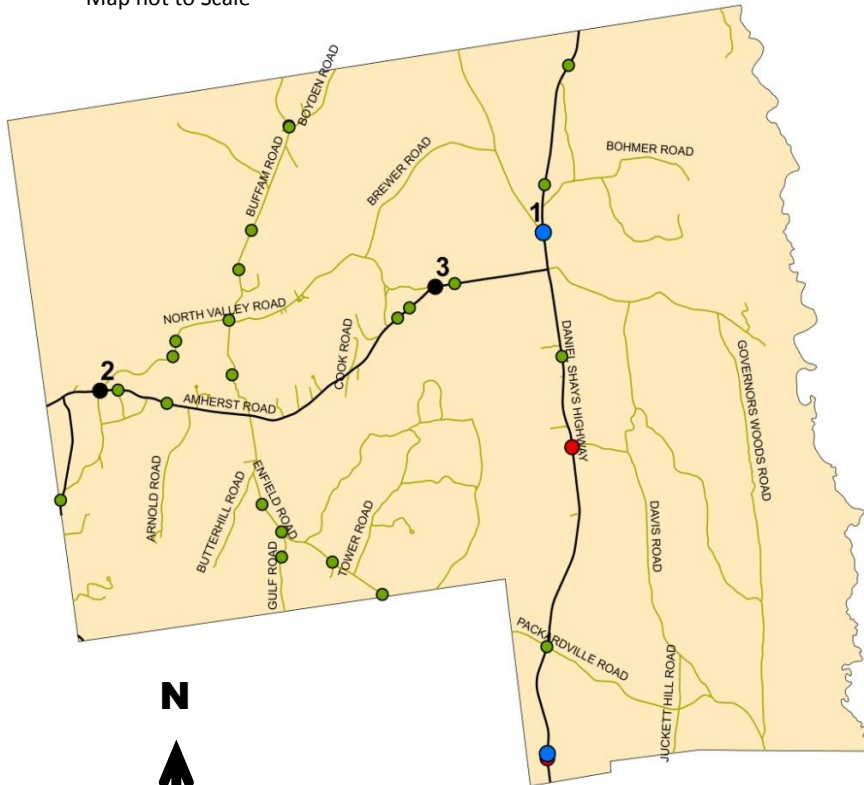 Map not to Scale
BOYDEN ROAD
BUFFAM ROAD
BREWER ROAD
BOHMER ROAD
1
3
NORTH VALLEY ROAD
COOK ROAD
DANIEL SHAYS HIGHWAY
GOVERNORS WOODS ROAD
2
AMHERST ROAD
ARNOLD ROAD
BUTTERHILL ROAD
ENFIELD ROAD
GULF ROAD
TOWER ROAD
DAVIS ROAD
PACKARDVILLE ROAD
JUCKETT HILL ROAD
N